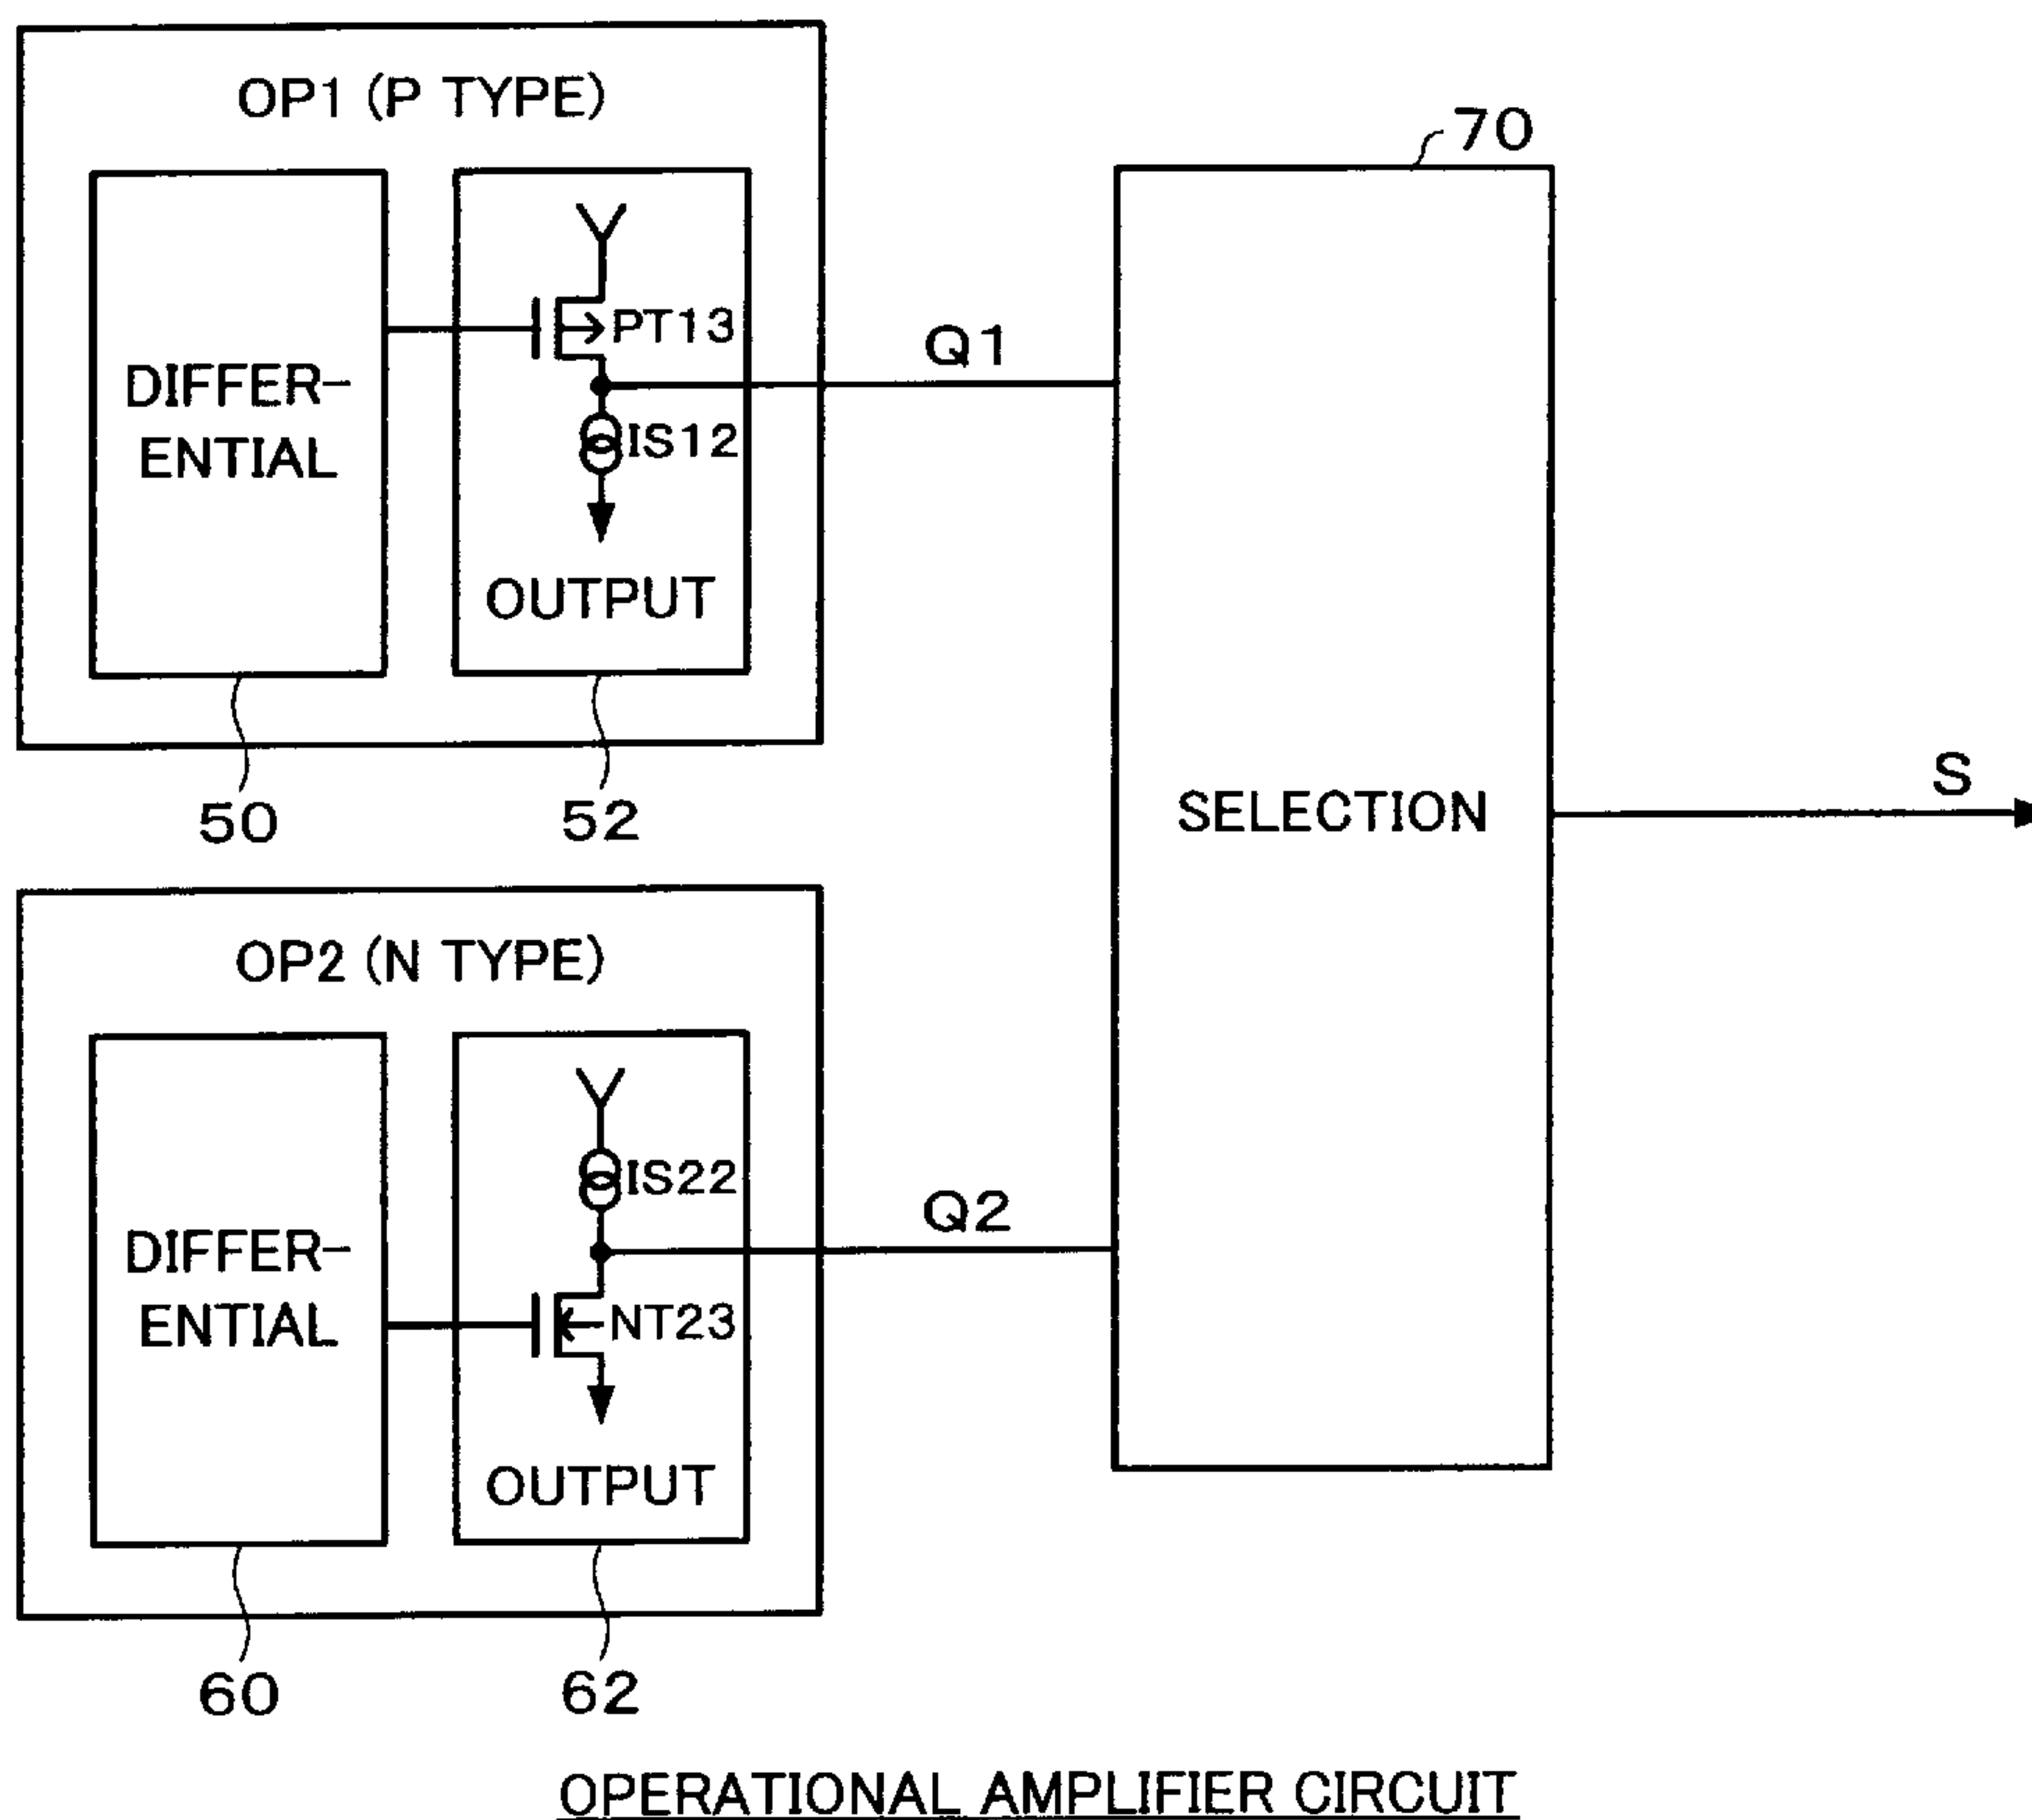 OP1 (P TYPE)
70
DIFFER-
ENTIAL
PT13
IS12
OUTPUT
Q1
50
52
SELECTION
S
OP2 (N TYPE)
DIFFER-
ENTIAL
IS22
NT23
OUTPUT
Q2
60
62
OPERATIONAL AMPLIFIER CIRCUIT